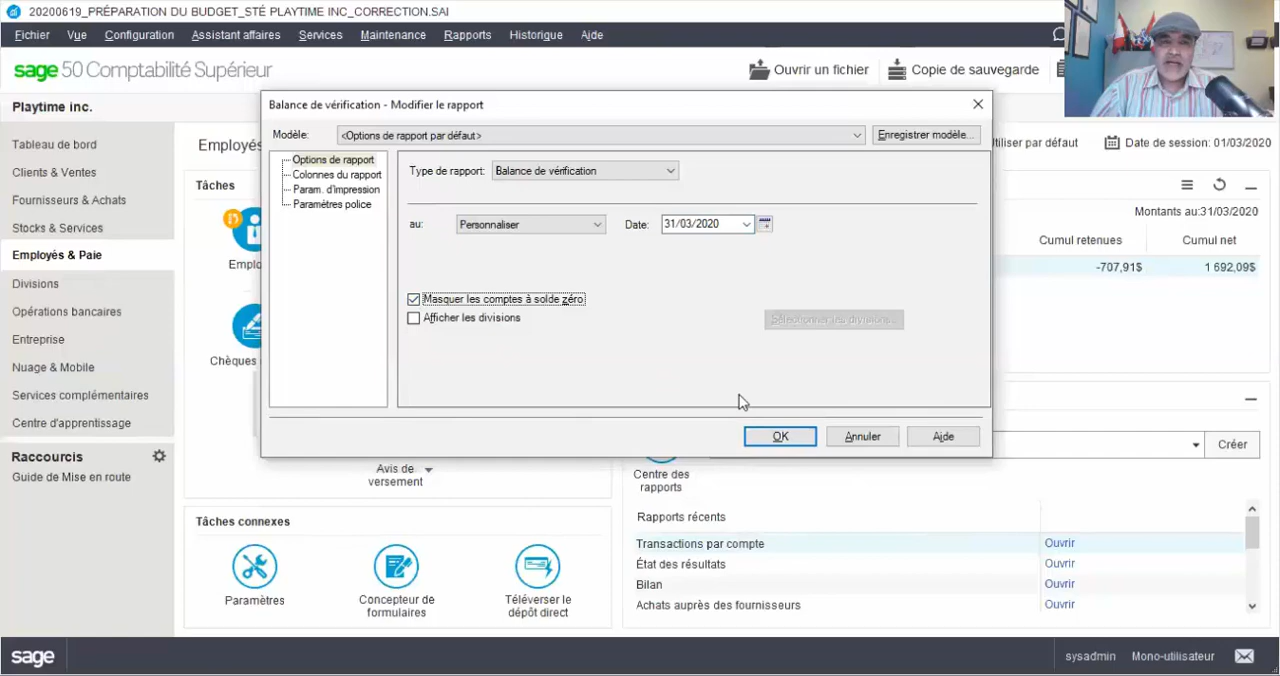 20200619_PRÉPARATION DU BUDGET_STÉ PLAYTIME INC_CORRECTION.SAI
Fichier Vue Configuration Assistant affaires Services Maintenance Rapports Historique Aide
sage 50 Comptabilité Supérieur
Ouvrir un fichier
Copie de sauvegarde
Playtime inc.
Date de session: 01/03/2020
Tableau de bord
Clients & Ventes
Fournisseurs & Achats
Stocks & Services
Employés & Paie
Divisions
Opérations bancaires
Entreprise
Nuage & Mobile
Services complémentaires
Centre d'apprentissage
Raccourcis
Guide de Mise en route
Employés
Tâches
Emplo
Chèques
Balance de vérification - Modifier le rapport
Modèle: <Options de rapport par défaut> Enregistrer modèle...
Options de rapport
Colonnes du rapport
Param. d'impression
Paramètres police
Type de rapport: Balance de vérification
au: Personnaliser Date: 31/03/2020
Masquer les comptes à solde zéro
Afficher les divisions
Sélectionner les divisions...
OK Annuler Aide
tiliser par défaut
Montants au:31/03/2020
Cumul retenues Cumul net
-707,91$ 1 692,09$
Créer
Avis de
versement
Centre des
rapports
Rapports récents
Transactions par compte Ouvrir
État des résultats Ouvrir
Bilan Ouvrir
Achats auprès des fournisseurs Ouvrir
Tâches connexes
Paramètres
Concepteur de
formulaires
Téléverser le
dépôt direct
sage
sysadmin Mono-utilisateur